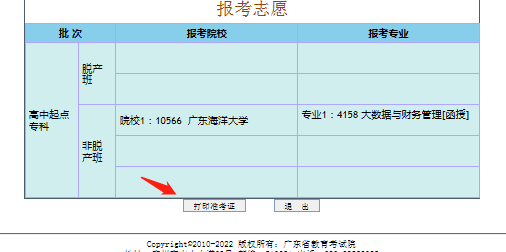 报考志愿
批 次 报考院校 报考专业
脱产班
高中起点专科
院校1：10566 广东海洋大学 专业1：4158 大数据与财务管理[函授]
非脱产班
打印准考证 退 出
Copyright©2010-2022 版权所有：广东省教育考试院